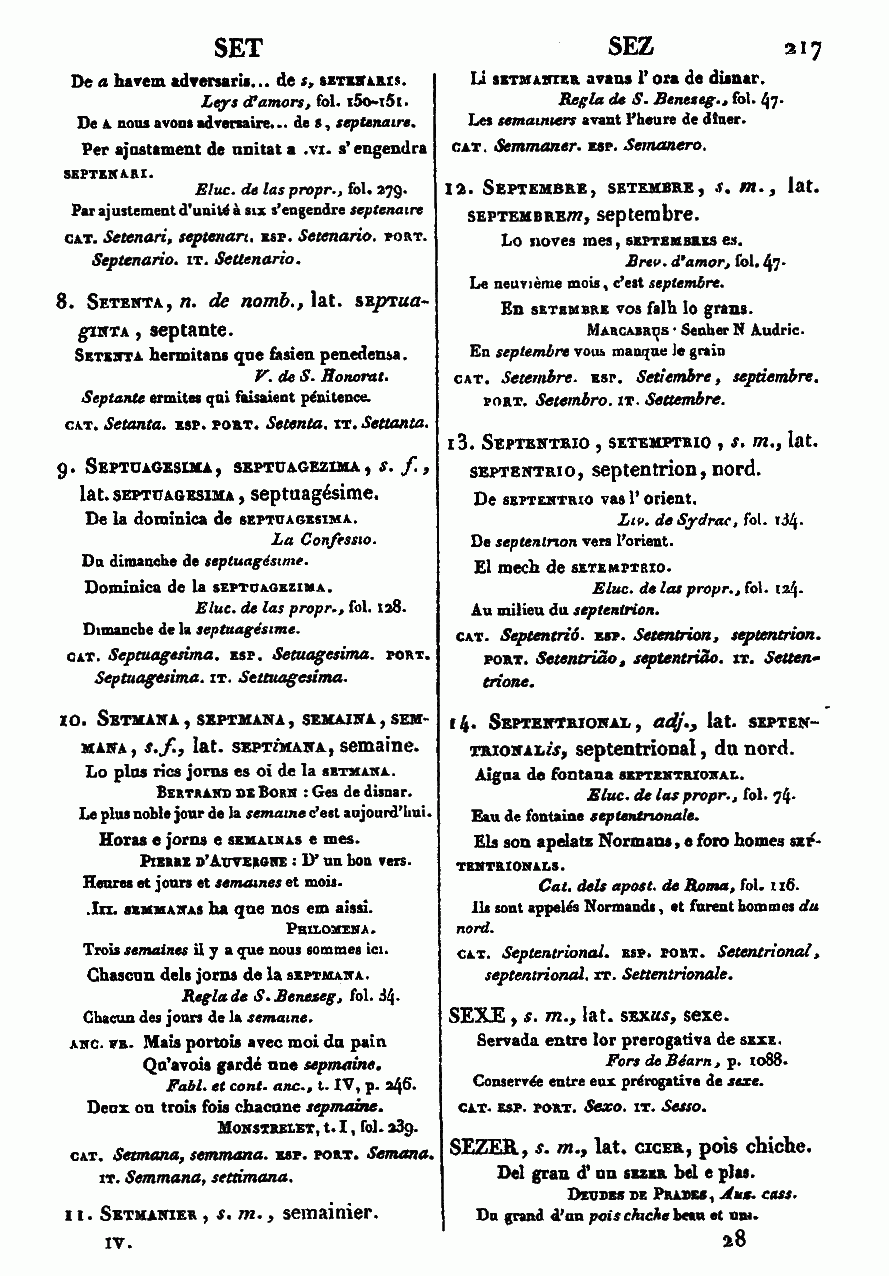 SET
SEZ
217
De a havem adversaris... de s, SETENARIS.
Leys d'amors, fol. 150-151.
De A nous avons adversaire... de s, septenaire.
Per ajustament de unitat a .VI. s'engendra
SEPTENARI.
Eluc. de las propr., fol. 279.
Par ajustement d'unité à six s'engendre septenaire
CAT. Setenari, septenari. ESP. Setenario. PORT.
Septenario. IT. Settenario.
8. SETENTA, n. de nomb., lat. SEPTUA-
GINTA, septante.
SETENTA hermitans que fasien penedensa.
V. de S. Honorat.
Septante ermites qui faisaient pénitence.
CAT. Setanta. ESP. PORT. Setenta. IT. Settanta.
9. SEPTUAGESIMA, SEPTUAGEZIMA, s. f.,
lat. SEPTUAGESIMA, septuagésime.
De la dominica de SEPTUAGESIMA.
La Confessio.
Du dimanche de septuagésime.
Dominica de la SEPTUAGEZIMA.
Eluc. de las propr., fol. 128.
Dimanche de la septuagésime.
CAT. Septuagesima. ESP. Setuagesima. PORT.
Septuagesima. IT. Settuagesima.
10. SETMANA, SEPTMANA, SEMAINA, SEM-
MANA, s. f., lat. SEPTIMANA, semaine.
Lo plus rics jorns es oi de la SETMANA.
BERTRAND DE BORN : Ges de disnar.
Le plus noble jour de la semaine c'est aujourd'hui.
Horas e jorns e SEMAINAS e mes.
PIERRE D'AUVERGNE : D'un bon vers.
Heures et jours et semaines et mois.
.III. SEMMANAS ha que nos em aissi.
PHILOMENA.
Trois semaines il y a que nous sommes ici.
Chascun dels jorns de la SEPTMANA.
Regla de S. Beneseg, fol. 34.
Chacun des jours de la semaine.
ANC. FR. Mais portois avec moi du pain
Qu'avois gardé une sepmaine.
Fabl. et cont. anc., t. IV, p. 246.
Deux ou trois fois chacune sepmaine.
MONSTRELET, t. I, fol. 239.
CAT. Setmana, semmana. ESP. PORT. Semana.
IT. Semmana, settimana.
11. SETMANIER, s. m., semainier.
IV.
Li SETMANIER avans l'ora de disnar.
Regla de S. Beneseg., fol. 47.
Les semainiers avant l'heure de dîner.
CAT. Semmaner. ESP. Semanero.
12. SEPTEMBRE, SETEMBRE, s. m., lat.
SEPTEMBREm, septembre.
Lo noves mes, SEPTEMBRES es.
Brev. d'amor, fol. 47.
Le neuvième mois, c'est septembre.
En SETEMBRE vos falh lo grans.
MARCABRUS : Senher N Audric.
En septembre vous manque le grain
CAT. Setembre. ESP. Setiembre, septiembre.
PORT. Setembro. IT. Settembre.
13. SEPTENTRIO, SETEMPTRIO, s. m., lat.
SEPTENTRIO, septentrion, nord.
De SEPTENTRIO vas l'orient.
Liv. de Sydrac, fol. 134.
De septentrion vers l'orient.
El mech de SETEMPTRIO.
Eluc. de las propr., fol. 124.
Au milieu du septentrion.
CAT. Septentrió. ESP. Setentrion, septentrion.
PORT. Setentrião, septentrião. IT. Setten-
trione.
14. SEPTENTRIONAL, adj., lat. SEPTEN-
TRIONALis, septentrional, du nord.
Aigua de fontana SEPTENTRIONAL.
Eluc. de las propr., fol. 74.
Eau de fontaine septentrionale.
Els son apelatz Normans, e foro homes SEP-
TENTRIONALS.
Cat. dels apost. de Roma, fol. 116.
Ils sont appelés Normands, et furent hommes du
nord.
CAT. Septentrional. ESP. PORT. Setentrional,
septentrional. IT. Settentrionale.
SEXE, s. m., lat. SEXUS, sexe.
Servada entre lor prerogativa de SEXE.
Fors de Béarn, p. 1088.
Conservée entre eux prérogative de sexe.
CAT. ESP. PORT. Sexo. IT. Sesso.
SEZER, s. m., lat. CICER, pois chiche.
Del gran d'un SEZER bel e plas.
DEUDES DE PRADES, Aus. cass.
Du grand d'un pois chiche beau et uni.
28